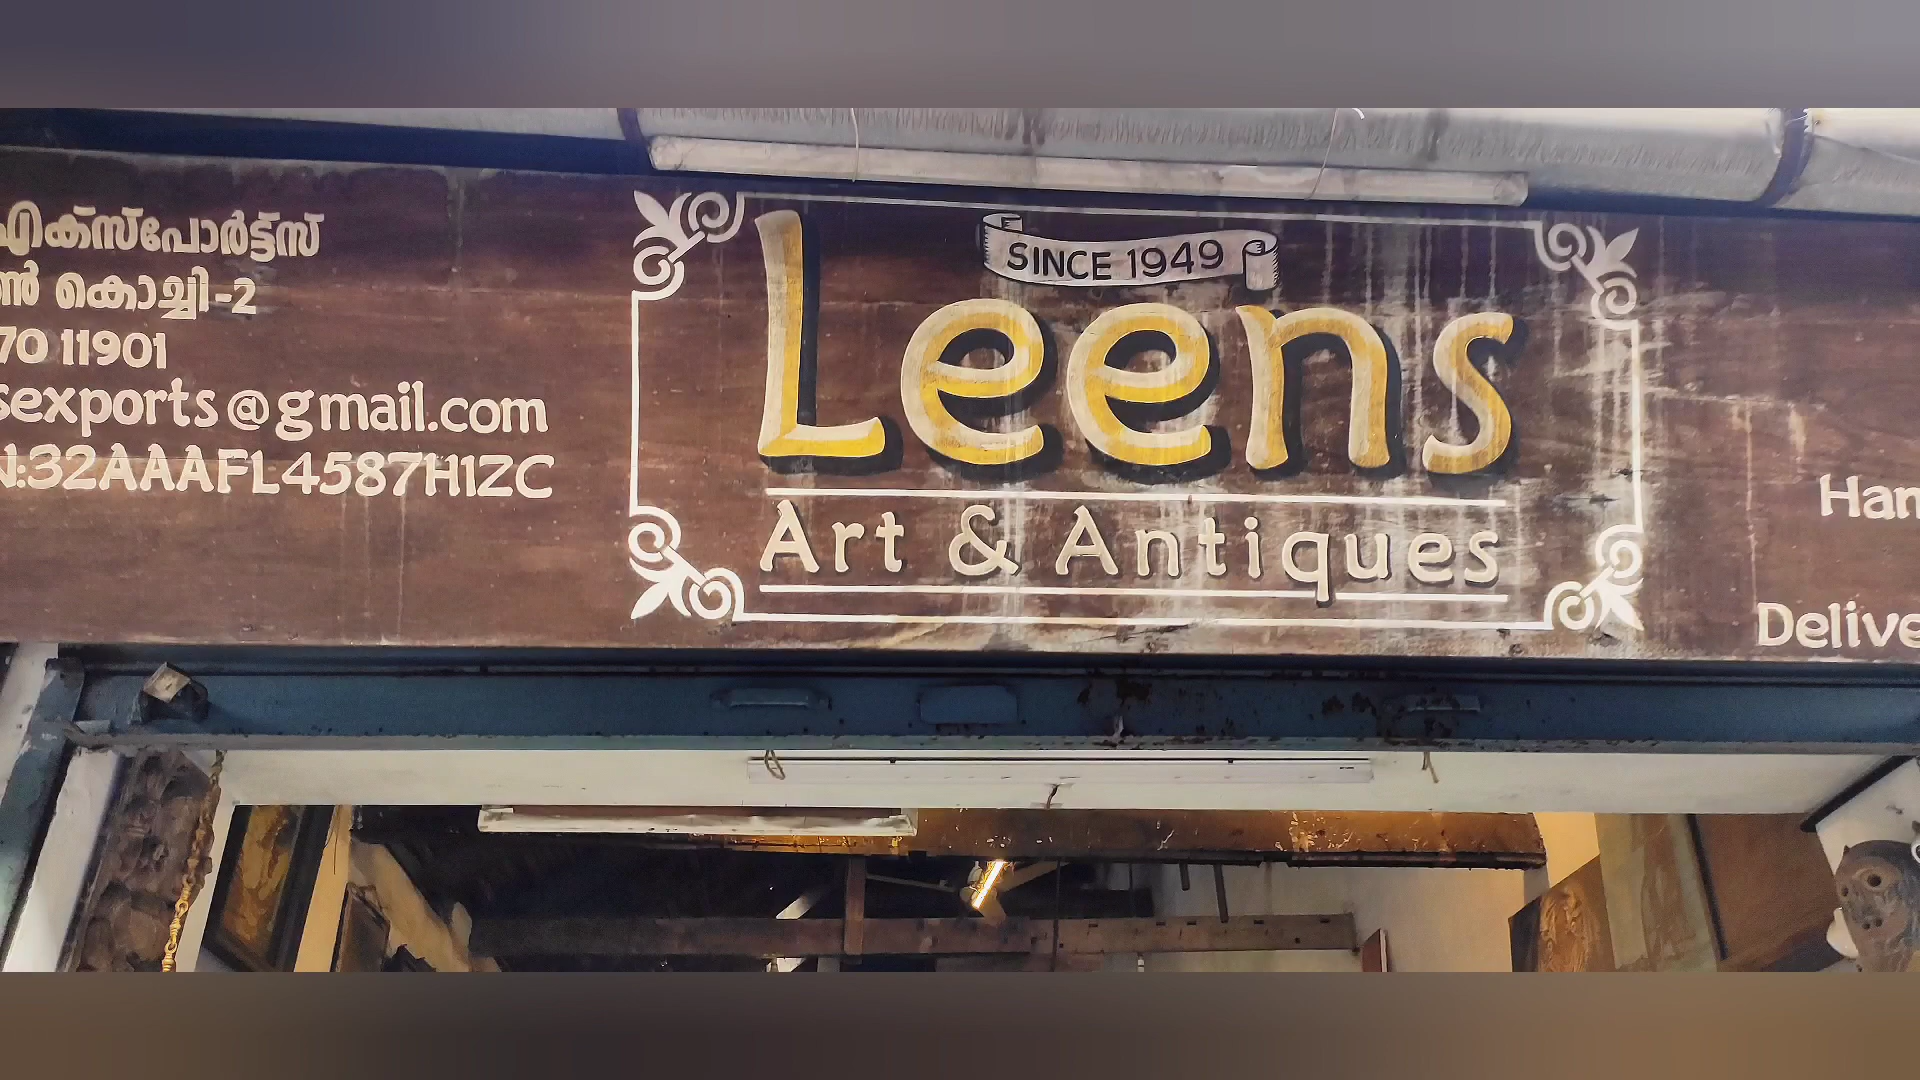 എക്സ്പോർട്ട്സ്
ൺ കൊച്ചി-2
70 11901
sexports@gmail.com
N:32AAAFL4587H1ZC
SINCE 1949
Leens
Art & Antiques
Han
Delive